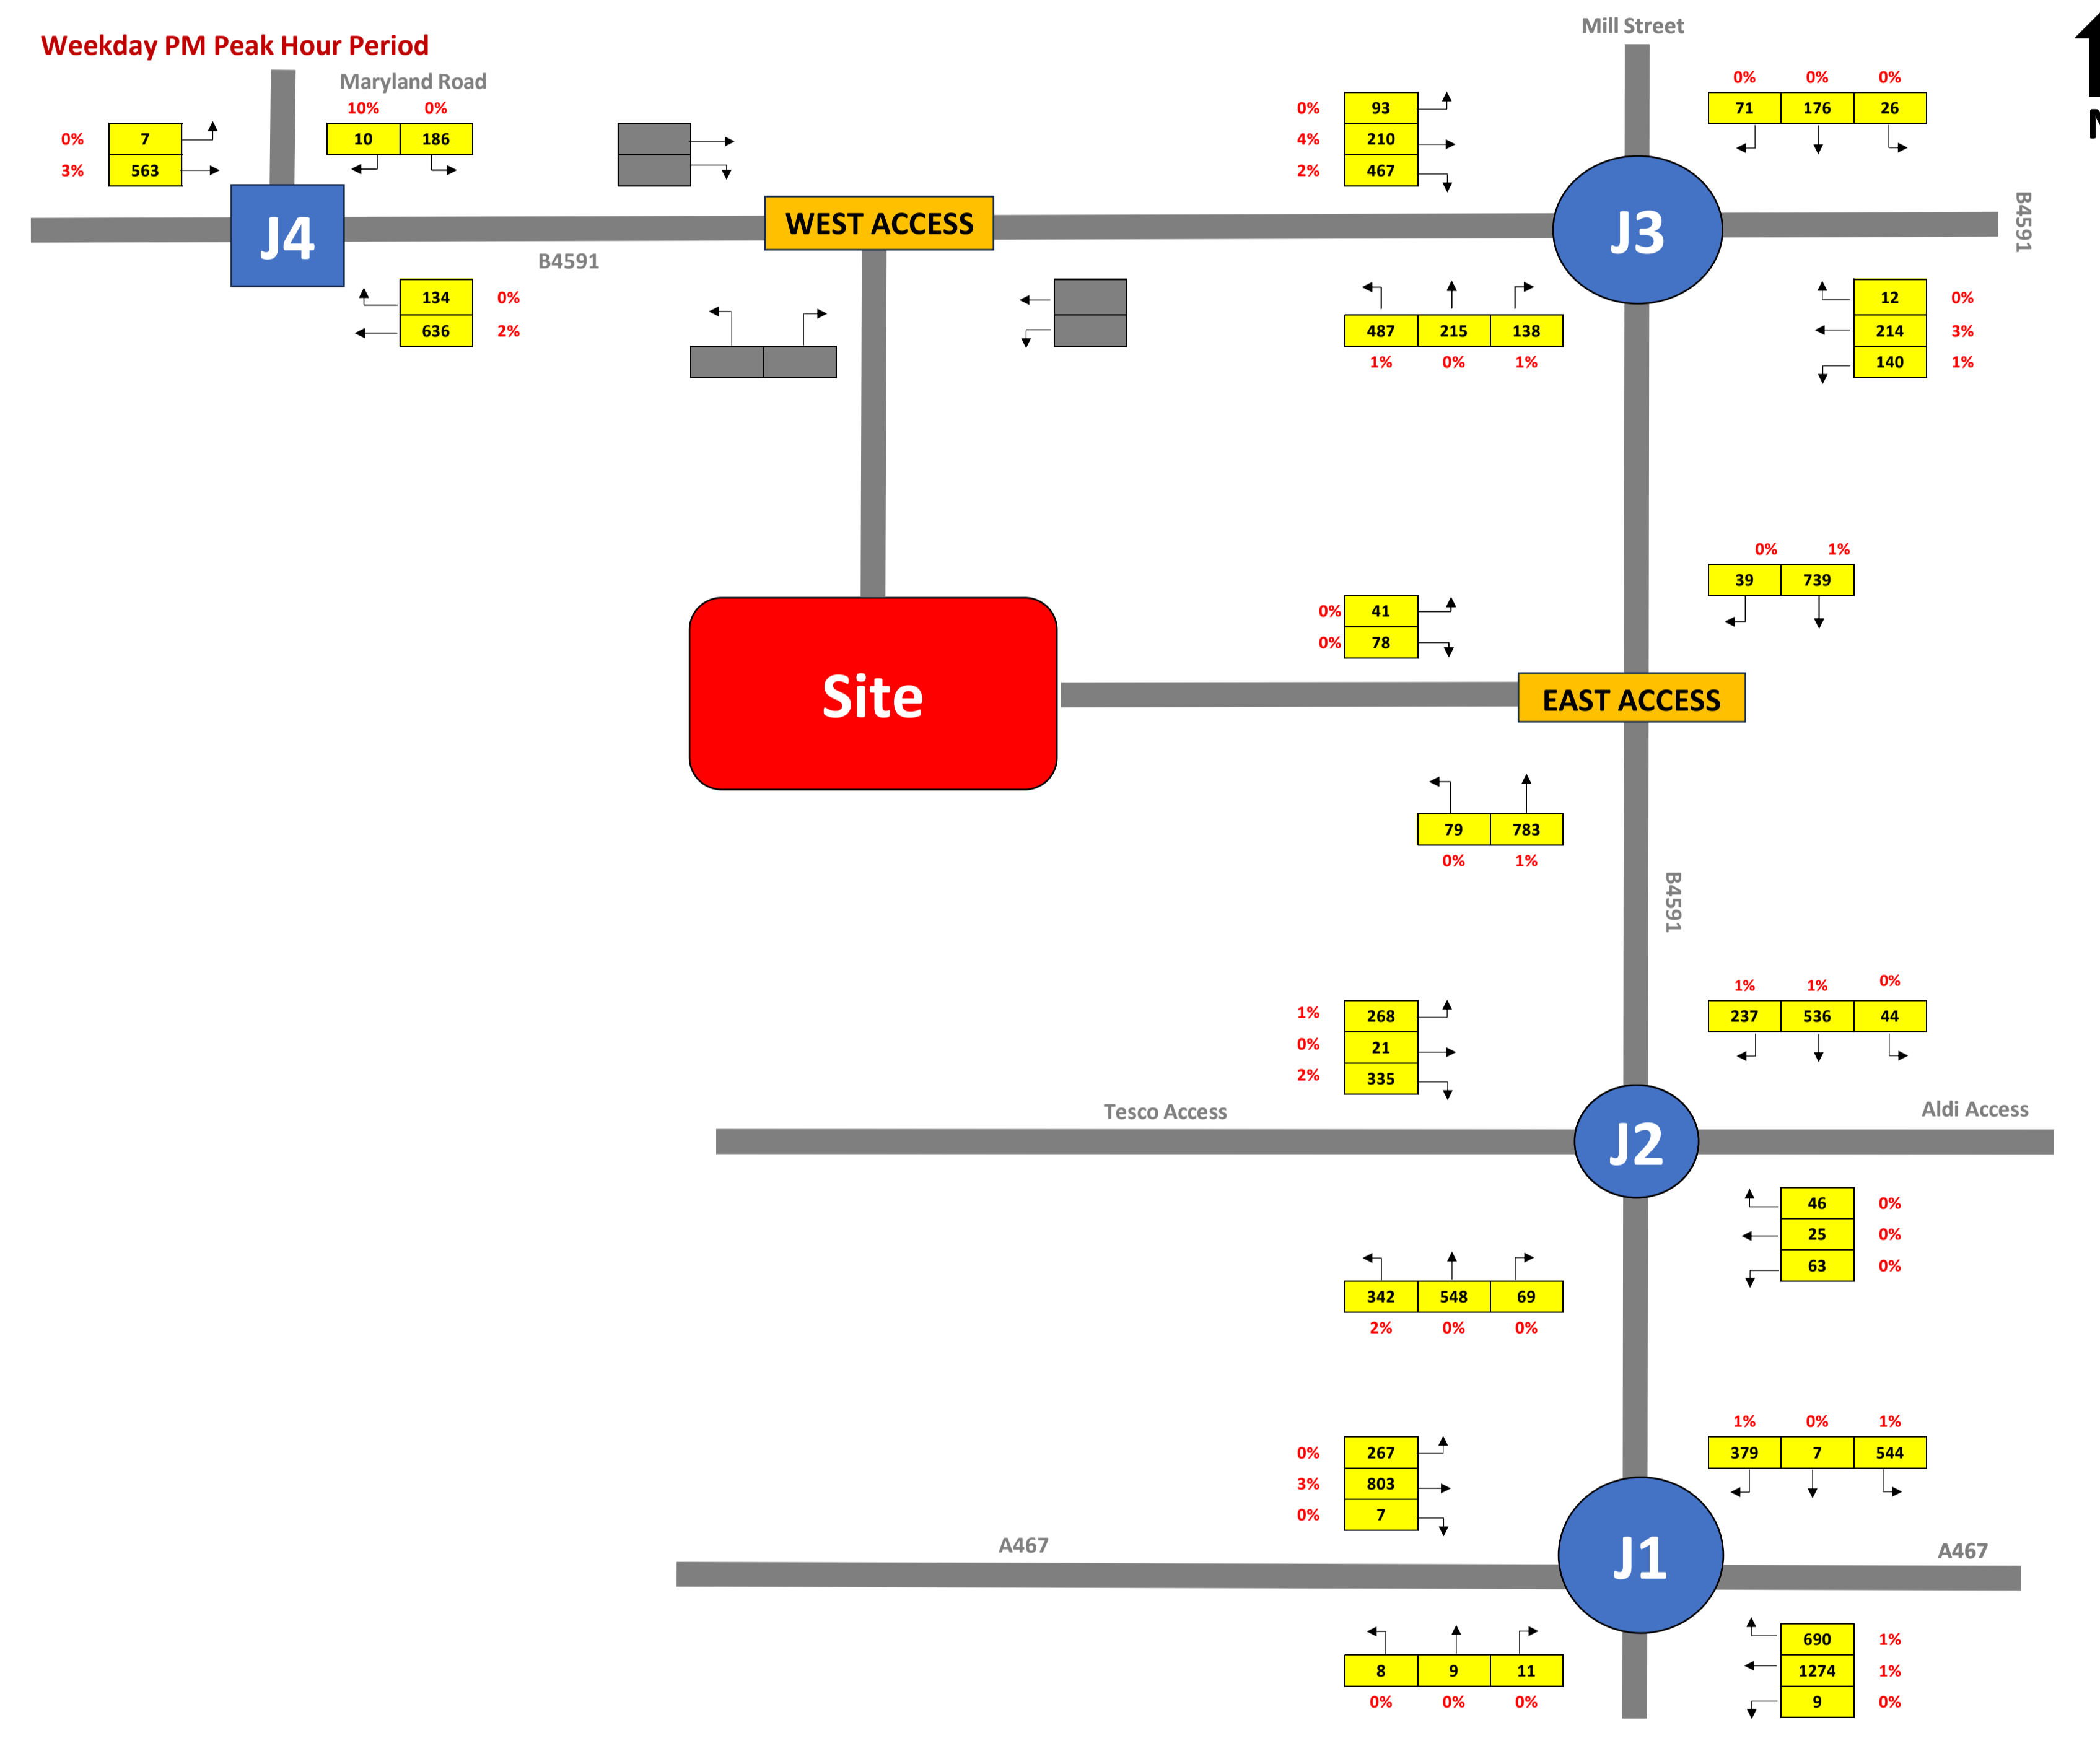 Mill Street
Weekday PM Peak Hour Period
Maryland Road
10% 0%
0% 7
3% 563
10 186
0% 93
4% 210
2% 467
0% 0% 0%
71 176 26
N
J4
WEST ACCESS
J3
B4591
B4591
134 0%
636 2%
487 215 138
1% 0% 1%
12 0%
214 3%
140 1%
0% 1%
39 739
0% 41
0% 78
Site
EAST ACCESS
79 783
0% 1%
B4591
1% 1% 0%
237 536 44
1% 268
0% 21
2% 335
Tesco Access
Aldi Access
J2
46 0%
25 0%
63 0%
342 548 69
2% 0% 0%
1% 0% 1%
379 7 544
0% 267
3% 803
0% 7
A467
A467
J1
690 1%
1274 1%
9 0%
8 9 11
0% 0% 0%